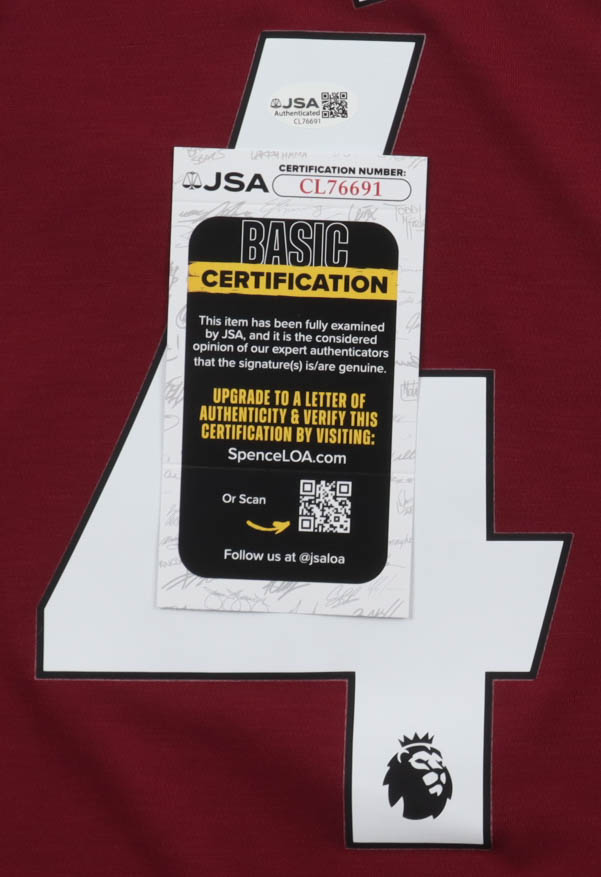 4
JSA
Authenticated
CL76691
JSA
CERTIFICATION NUMBER:
CL76691
BASIC
CERTIFICATION
This item has been fully examined
by JSA, and it is the considered
opinion of our expert authenticators
that the signature(s) is/are genuine.
UPGRADE TO A LETTER OF
AUTHENTICITY & VERIFY THIS
CERTIFICATION BY VISITING:
SpenceLOA.com
Or Scan
Follow us at @jsaloa